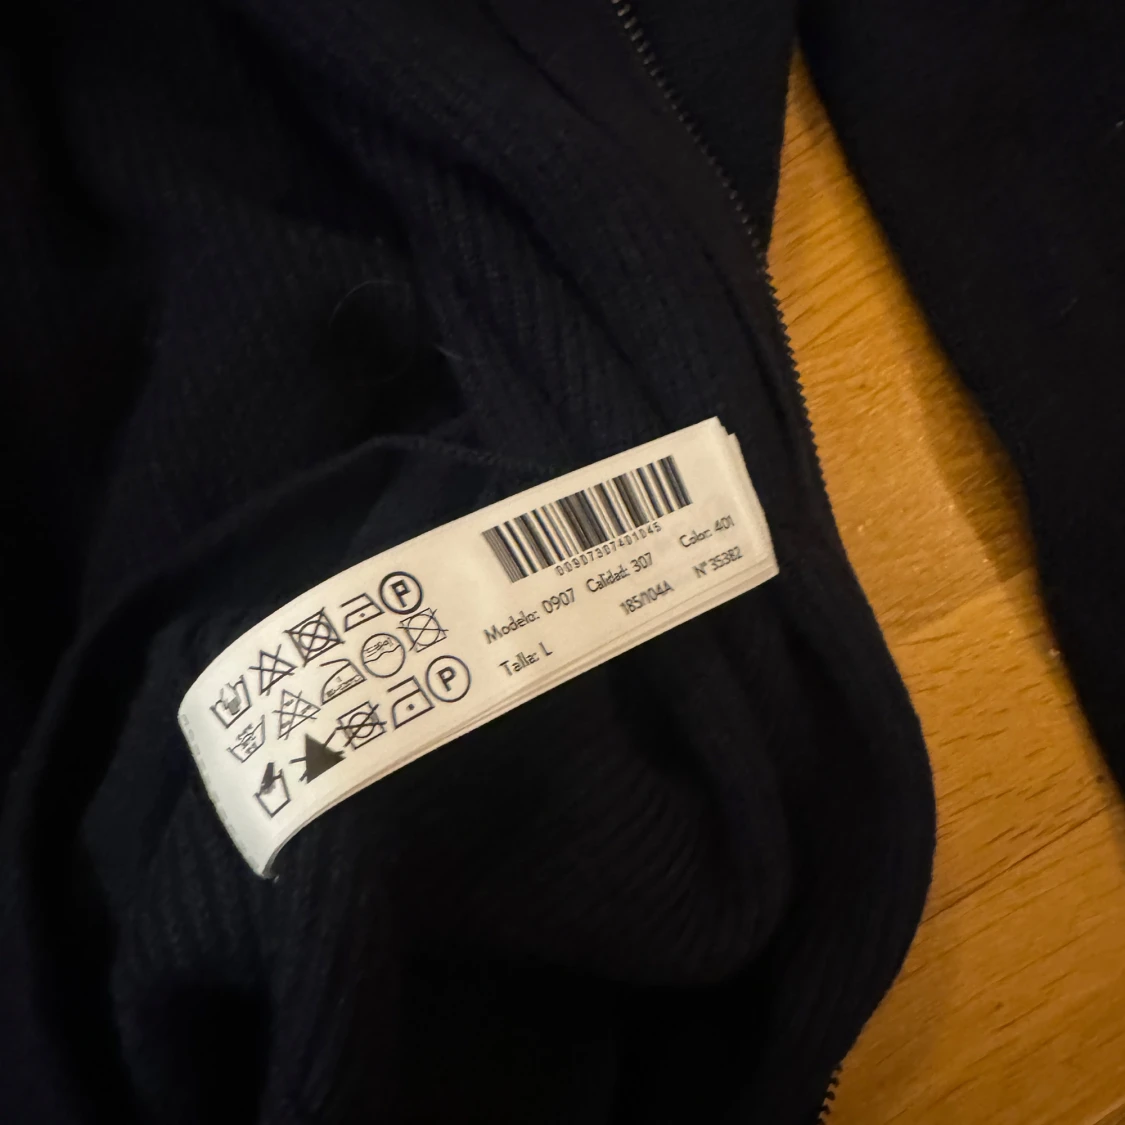 00907307401045
Modelo: 0907 Calidad: 307 Color: 401
Talla: L 185/104A Nº 35382
P
P